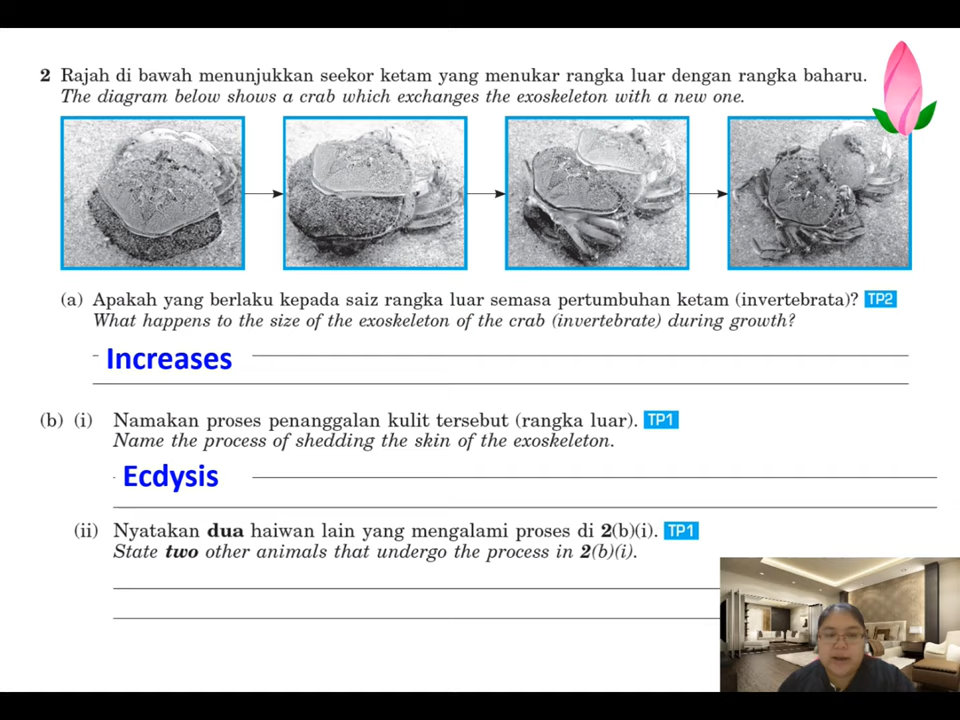 2 Rajah di bawah menunjukkan seekor ketam yang menukar rangka luar dengan rangka baharu.
The diagram below shows a crab which exchanges the exoskeleton with a new one.
(a) Apakah yang berlaku kepada saiz rangka luar semasa pertumbuhan ketam (invertebrata)? TP2
What happens to the size of the exoskeleton of the crab (invertebrate) during growth?
Increases
(b) (i) Namakan proses penanggalan kulit tersebut (rangka luar). TP1
Name the process of shedding the skin of the exoskeleton.
Ecdysis
(ii) Nyatakan dua haiwan lain yang mengalami proses di 2(b)(i). TP1
State two other animals that undergo the process in 2(b)(i).